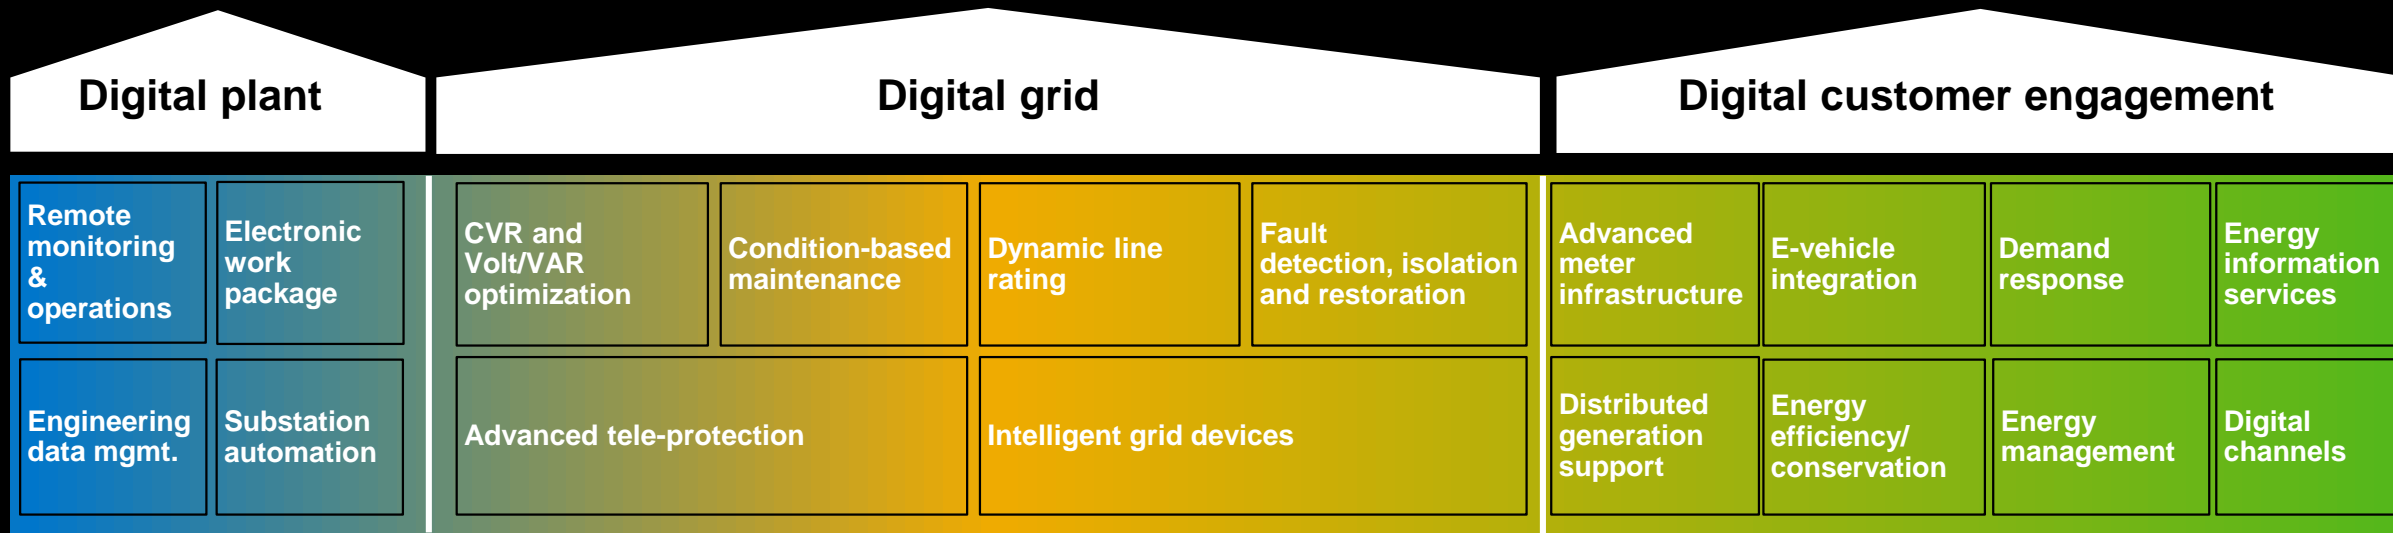 Digital plant
Digital grid
Digital customer engagement
Remote
monitoring
&
operations
Electronic
work
package
CVR and
Volt/VAR
optimization
Condition-based
maintenance
Dynamic line
rating
Fault
detection, isolation
and restoration
Advanced
meter
infrastructure
E-vehicle
integration
Demand
response
Energy
information
services
Engineering
data mgmt.
Substation
automation
Advanced tele-protection
Intelligent grid devices
Distributed
generation
support
Energy
efficiency/
conservation
Energy
management
Digital
channels